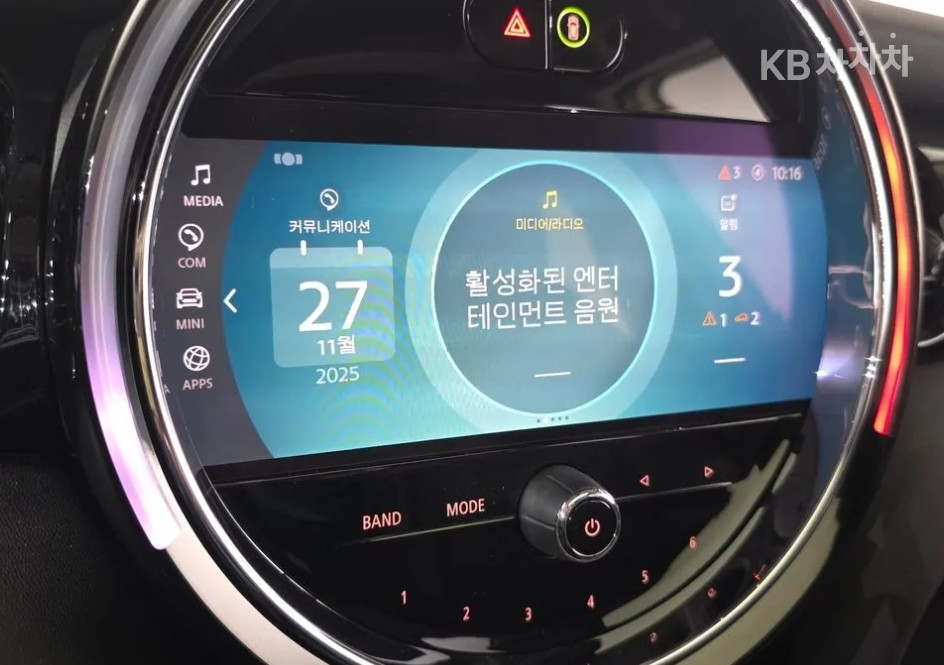 KB차차차
MEDIA
COM
MINI
APPS
커뮤니케이션
27
11월
2025
미디어/라디오
활성화된 엔터
테인먼트 음원
3
10:16
알림
3
1
2
BAND
MODE
1
2
3
4
5
6